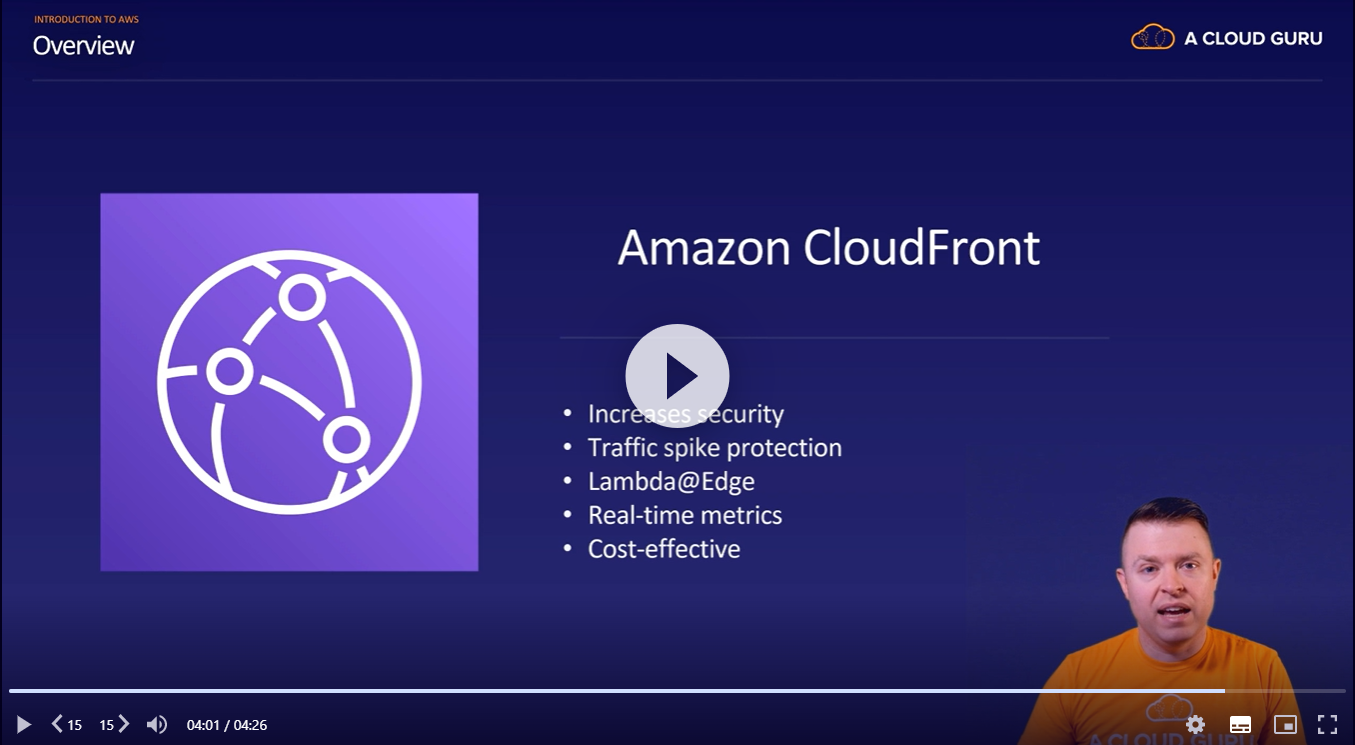 INTRODUCTION TO AWS
Overview
A CLOUD GURU
Amazon CloudFront
• Increases security
• Traffic spike protection
• Lambda@Edge
• Real-time metrics
• Cost-effective
A CLOUD GURU
15 15 04:01 / 04:26